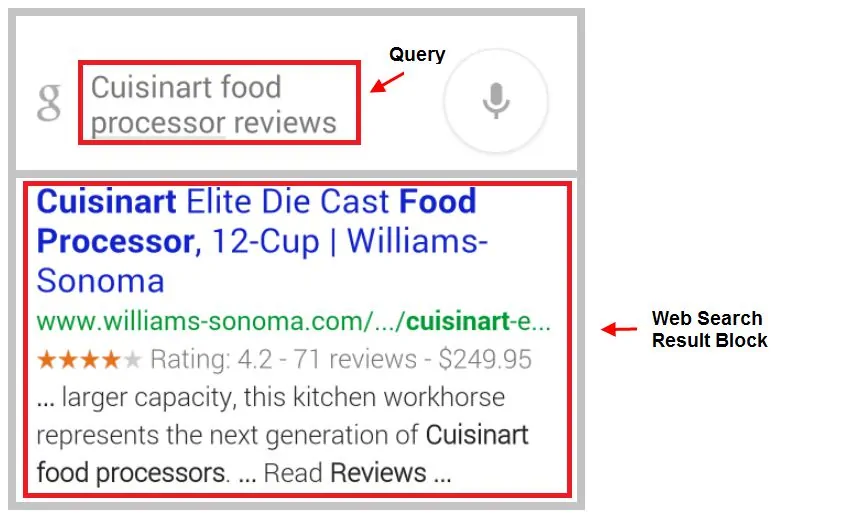 Query
g
Cuisinart food
processor reviews
Cuisinart Elite Die Cast Food
Processor, 12-Cup | Williams-
Sonoma
www.williams-sonoma.com/.../cuisinart-e...
Rating: 4.2 - 71 reviews - $249.95
... larger capacity, this kitchen workhorse
represents the next generation of Cuisinart
food processors. ... Read Reviews ...
Web Search
Result Block